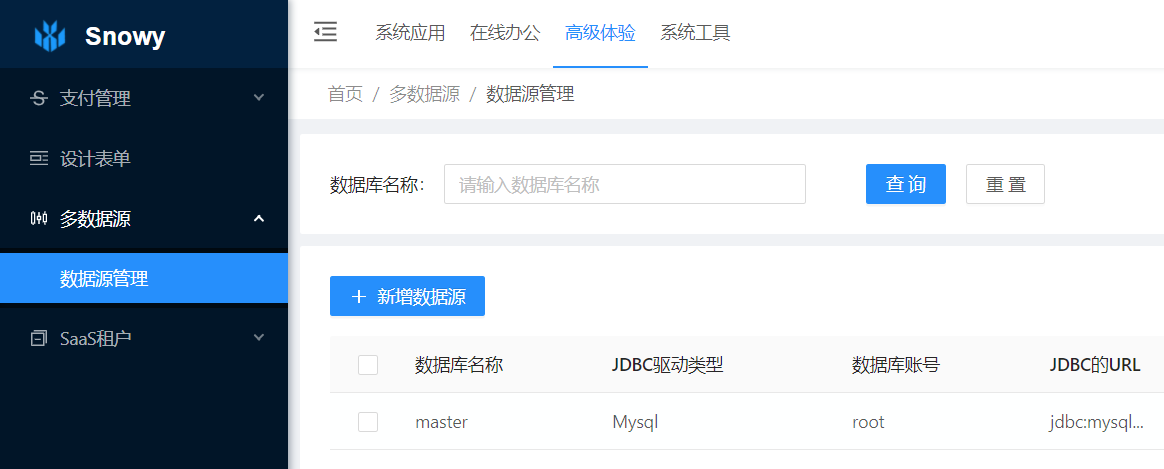 Snowy
系统应用 在线办公 高级体验 系统工具
支付管理
设计表单
多数据源
数据源管理
SaaS租户
首页 / 多数据源 / 数据源管理
数据库名称: 请输入数据库名称 查 询 重 置
+ 新增数据源
数据库名称 JDBC驱动类型 数据库账号 JDBC的URL
master Mysql root jdbc:mysql...